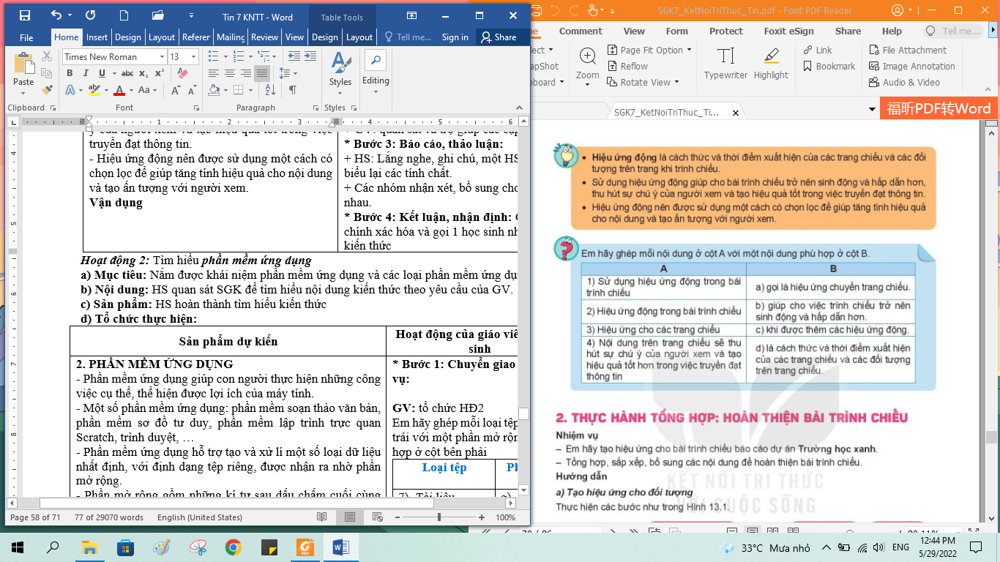 Tin 7 KNTT - Word
Table Tools
File
Home
Insert
Design
Layout
Referer
Mailing
Review
View
Design
Layout
Tell me...
Sign in
Share
Paste
Times New Roman
13
Styles
Editing
Clipboard
Font
Paragraph
Styles
truyền đạt thông tin.
- Hiệu ứng động nên được sử dụng một cách có
chọn lọc để giúp tăng tính hiệu quả cho nội dung
và tạo ấn tượng với người xem.
Vận dụng
* Bước 3: Báo cáo, thảo luận:
+ HS: Lắng nghe, ghi chú, một HS
biểu lại các tính chất.
+ Các nhóm nhận xét, bổ sung cho
nhau.
* Bước 4: Kết luận, nhận định:
chính xác hóa và gọi 1 học sinh nh
kiến thức
Hoạt động 2: Tìm hiểu phần mềm ứng dụng
a) Mục tiêu: Nắm được khái niệm phần mềm ứng dụng và các loại phần mềm ứng dụ
b) Nội dung: HS quan sát SGK để tìm hiểu nội dung kiến thức theo yêu cầu của GV.
c) Sản phẩm: HS hoàn thành tìm hiểu kiến thức
d) Tổ chức thực hiện:
Sản phẩm dự kiến
Hoạt động của giáo viê
sinh
2. PHẦN MỀM ỨNG DỤNG
- Phần mềm ứng dụng giúp con người thực hiện những công
việc cụ thể, thể hiện được lợi ích của máy tính.
- Một số phần mềm ứng dụng: phần mềm soạn thảo văn bản,
phần mềm sơ đồ tư duy, phần mềm lập trình trực quan
Scratch, trình duyệt, …
- Phần mềm ứng dụng hỗ trợ tạo và xử lí một số loại dữ liệu
nhất định, với định dạng tệp riêng, được nhận ra nhờ phần
mở rộng.
- Phần mở rộng gồm những kí tự sau dấu chấm cuối cùng
* Bước 1: Chuyển giao
vụ:
GV: tổ chức HĐ2
Em hãy ghép mỗi loại tệp
trái với một phần mở rộn
hợp ở cột bên phải
Loại tệp
Ph
7) Tài liệu
Page 58 of 71
77 of 29070 words
English (United States)
100%
SGK7_KetNoiTriThuc_Tin.pdf - Foxit PDF Reader
Comment
View
Form
Protect
Foxit eSign
Share
Help
Tell me...
Zoom
Page Fit Option
Reflow
Rotate View
Typewriter
Highlight
Link
Bookmark
File Attachment
Image Annotation
Audio & Video
SGK7_KetNoiTriThuc_Ti...
福昕PDF转Word
• Hiệu ứng động là cách thức và thời điểm xuất hiện của các trang chiếu và các đối
tượng trên trang khi trình chiếu.
• Sử dụng hiệu ứng động giúp cho bài trình chiếu trở nên sinh động và hấp dẫn hơn,
thu hút sự chú ý của người xem và tạo hiệu quả tốt trong việc truyền đạt thông tin.
• Hiệu ứng động nên được sử dụng một cách có chọn lọc để giúp tăng tính hiệu quả
cho nội dung và tạo ấn tượng với người xem.
Em hãy ghép mỗi nội dung ở cột A với một nội dung phù hợp ở cột B.
A
B
1) Sử dụng hiệu ứng động trong bài
trình chiếu
a) gọi là hiệu ứng chuyển trang chiếu.
2) Hiệu ứng động trong bài trình chiếu
b) giúp cho việc trình chiếu trở nên
sinh động và hấp dẫn hơn.
3) Hiệu ứng cho các trang chiếu
c) khi được thêm các hiệu ứng động.
4) Nội dung trên trang chiếu sẽ thu
hút sự chú ý của người xem và tạo
hiệu quả tốt hơn trong việc truyền đạt
thông tin
d) là cách thức và thời điểm xuất hiện
của các trang chiếu và các đối tượng
trên trang chiếu.
2. THỰC HÀNH TỔNG HỢP: HOÀN THIỆN BÀI TRÌNH CHIẾU
Nhiệm vụ
– Em hãy tạo hiệu ứng cho bài trình chiếu báo cáo dự án Trường học xanh.
– Tổng hợp, sắp xếp, bổ sung các nội dung để hoàn thiện bài trình chiếu.
Hướng dẫn
KẾT NỐI TRI THỨC
a) Tạo hiệu ứng cho đối tượng
VỚI CUỘC SỐNG
Thực hiện các bước như trong Hình 13.1.
33°C Mưa nhỏ
ENG
12:44 PM
5/29/2022